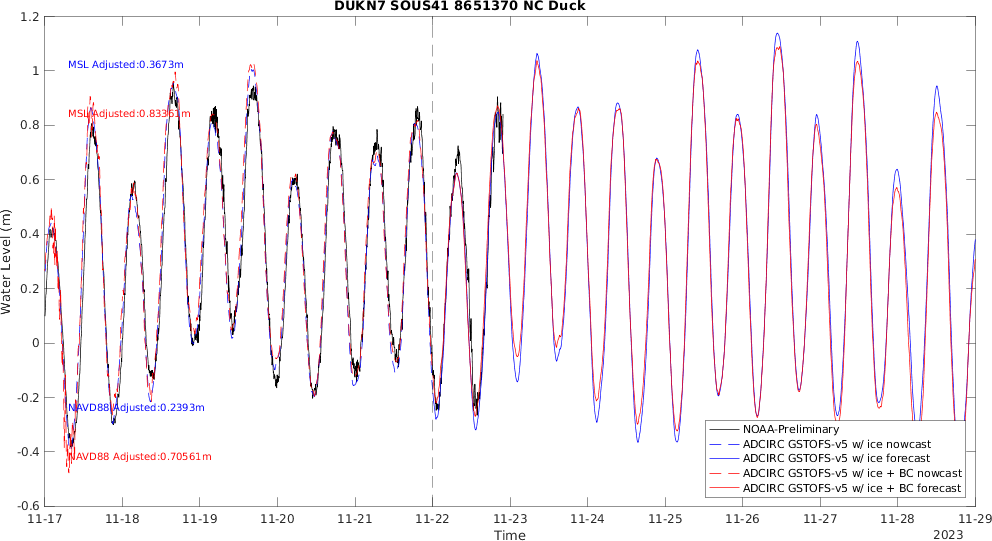 DUKN7 SOUS41 8651370 NC Duck
1.2
1
0.8
0.6
0.4
0.2
0
-0.2
-0.4
-0.6
Water Level (m)
MSL Adjusted:0.3673m
MSL Adjusted:0.83361m
NAVD88 Adjusted:0.2393m
NAVD88 Adjusted:0.70561m
NOAA-Preliminary
ADCIRC GSTOFS-v5 w/ ice nowcast
ADCIRC GSTOFS-v5 w/ ice forecast
ADCIRC GSTOFS-v5 w/ ice + BC nowcast
ADCIRC GSTOFS-v5 w/ ice + BC forecast
11-17 11-18 11-19 11-20 11-21 11-22 11-23 11-24 11-25 11-26 11-27 11-28 11-29
Time
2023